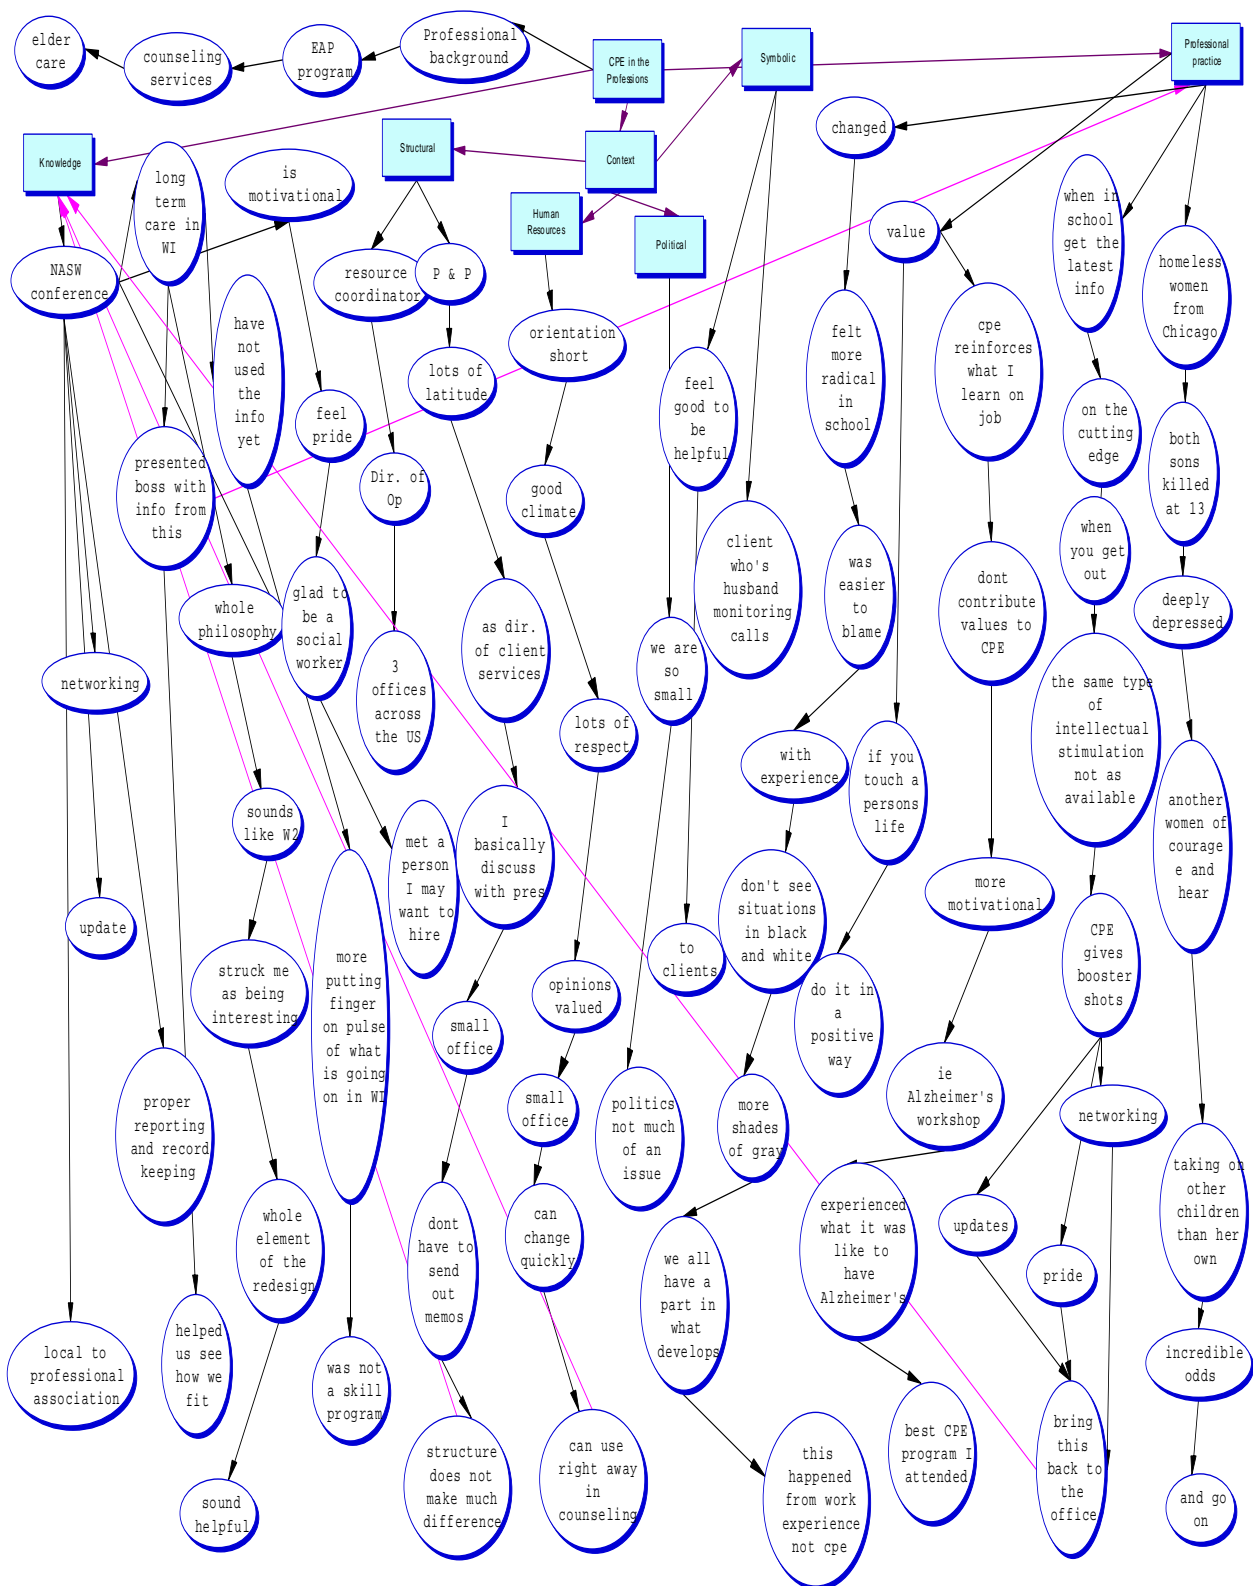 elder
care
counseling
services
EAP
program
Professional
background
CPE in the
Professions
Symbolic
Professional
practice
Knowledge
long
term
care in
WI
is
motivational
Structural
Context
Human
Resources
Political
changed
value
when in
school
get the
latest
info
homeless
women
from
Chicago
NASW
conference
resource
coordinator
P & P
have
not
used
the
info
yet
orientation
short
lots of
latitude
feel
good to
be
helpful
felt
more
radical
in
school
cpe
reinforces
what I
learn on
job
on the
cutting
edge
both
sons
killed
at 13
feel
pride
presented
boss with
info from
this
Dir. of
Op
good
climate
client
who's
husband
monitoring
calls
was
easier
to
blame
when
you get
out
deeply
depressed
whole
philosophy
glad to
be a
social
worker
as dir.
of client
services
we are
so
small
dont
contribute
values to
CPE
the same type
of
intellectual
stimulation
not as
available
networking
3
offices
across
the US
lots of
respect
with
experience
if you
touch a
persons
life
another
women of
courage
e and
hear
sounds
like W2
met a
person
I may
want to
hire
I
basically
discuss
with pres
don't see
situations
in black
and white
more
motivational
CPE
gives
booster
shots
update
struck me
as being
interesting
more
putting
finger
on pulse
of what
is going
on in WI
small
office
opinions
valued
to
clients
do it in
a
positive
way
proper
reporting
and record
keeping
small
office
politics
not much
of an
issue
more
shades
of gray
ie
Alzheimer's
workshop
networking
taking on
other
children
than her
own
whole
element
of the
redesign
dont
have to
send
out
memos
can
change
quickly
we all
have a
part in
what
develops
experienced
what it was
like to
have
Alzheimer's
updates
pride
local to
professional
association
helped
us see
how we
fit
was not
a skill
program
incredible
odds
structure
does not
make much
difference
can use
right away
in
counseling
this
happened
from work
experience
not cpe
best CPE
program I
attended
bring
this
back to
the
office
sound
helpful
and go
on